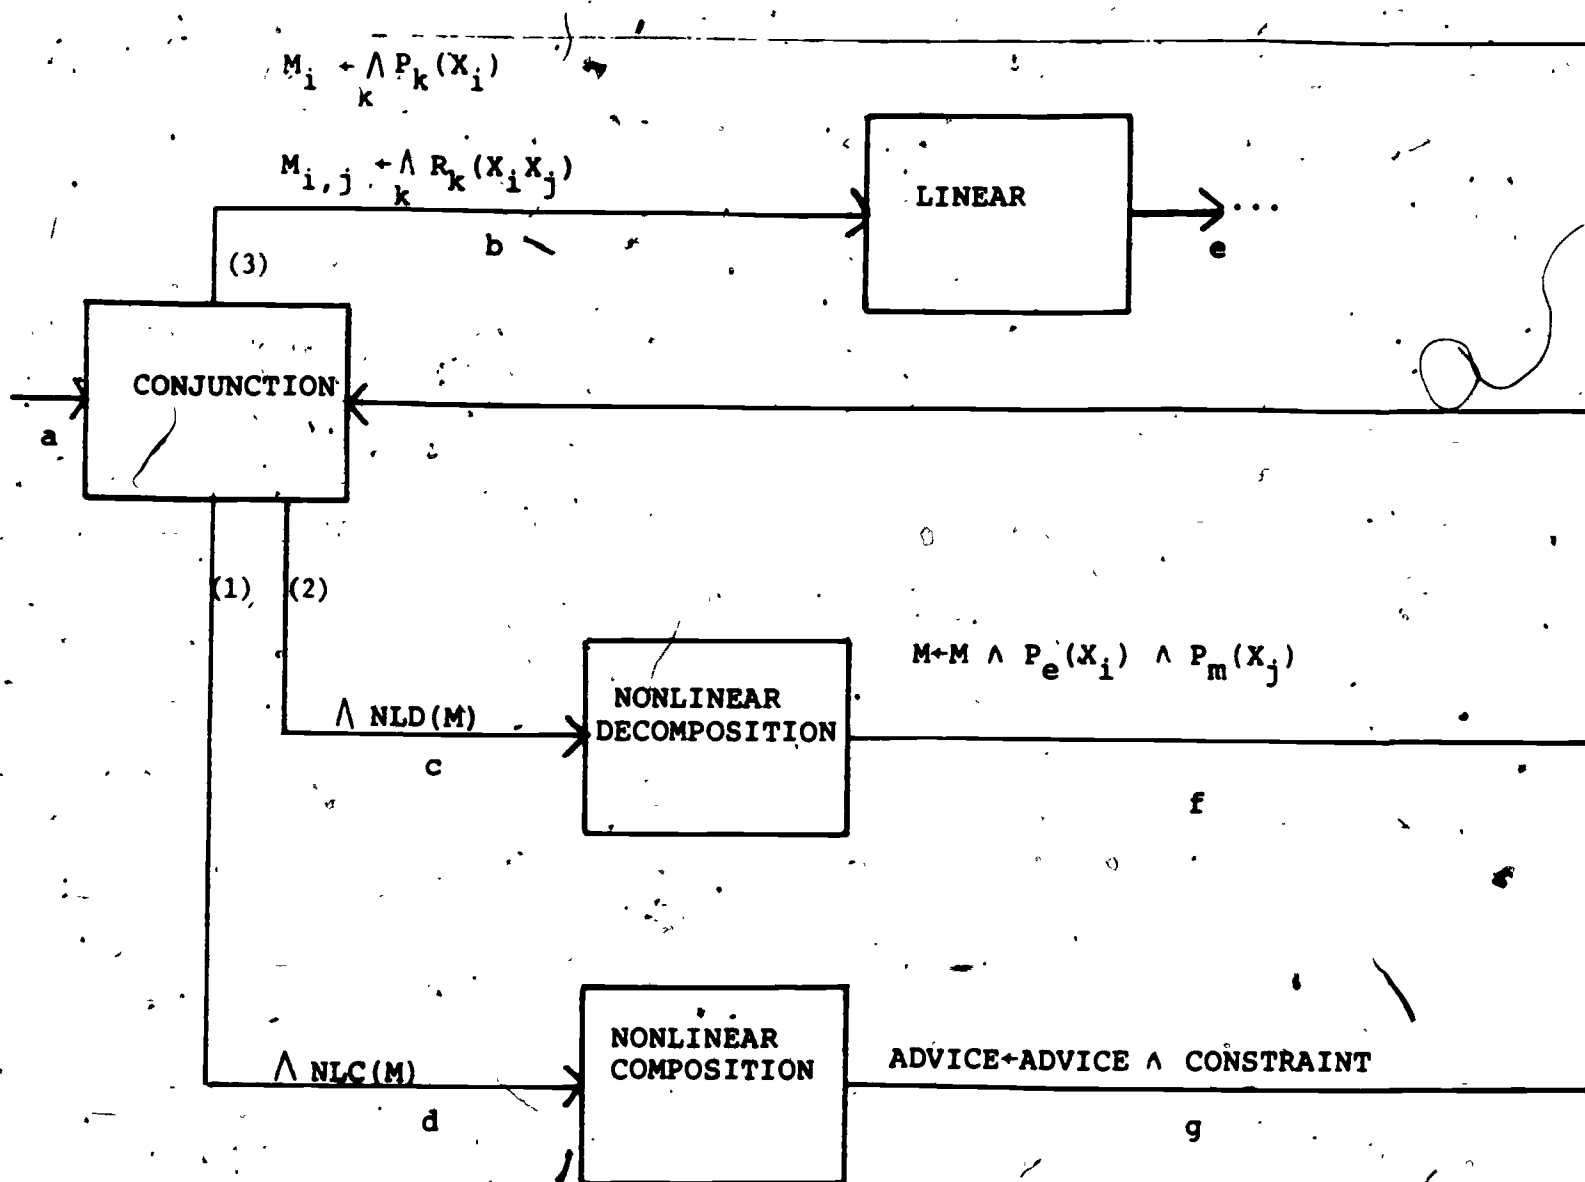 M_i ← ∧_k P_k(X_i)
M_{i,j} ← ∧_k R_k(X_i X_j)
LINEAR
b
e
...
(3)
CONJUNCTION
a
(1) (2)
M←M ∧ P_e(X_i) ∧ P_m(X_j)
NONLINEAR
DECOMPOSITION
∧ NLD(M)
c
f
NONLINEAR
COMPOSITION
ADVICE←ADVICE ∧ CONSTRAINT
∧ NLC(M)
d
g